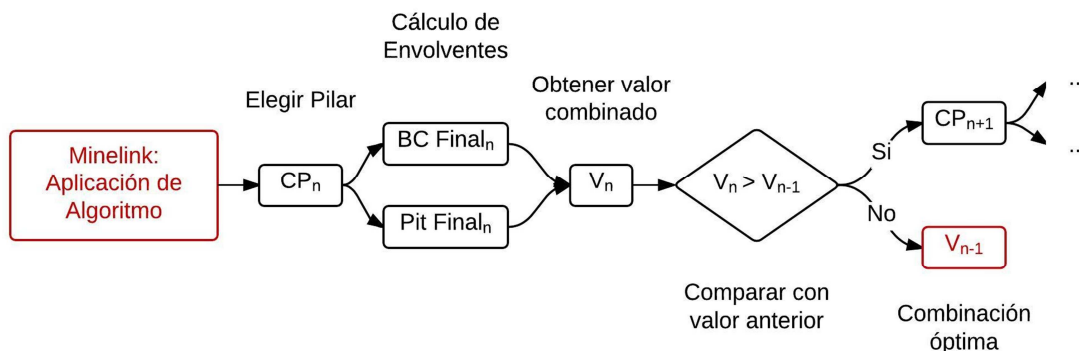 Cálculo de
Envolventes
Elegir Pilar
Obtener valor
combinado
Minelink:
Aplicación de
Algoritmo
CPn
BC Finaln
Pit Finaln
Vn
Vn > Vn-1
Si
No
CPn+1
..
..
Vn-1
Comparar con
valor anterior
Combinación
óptima